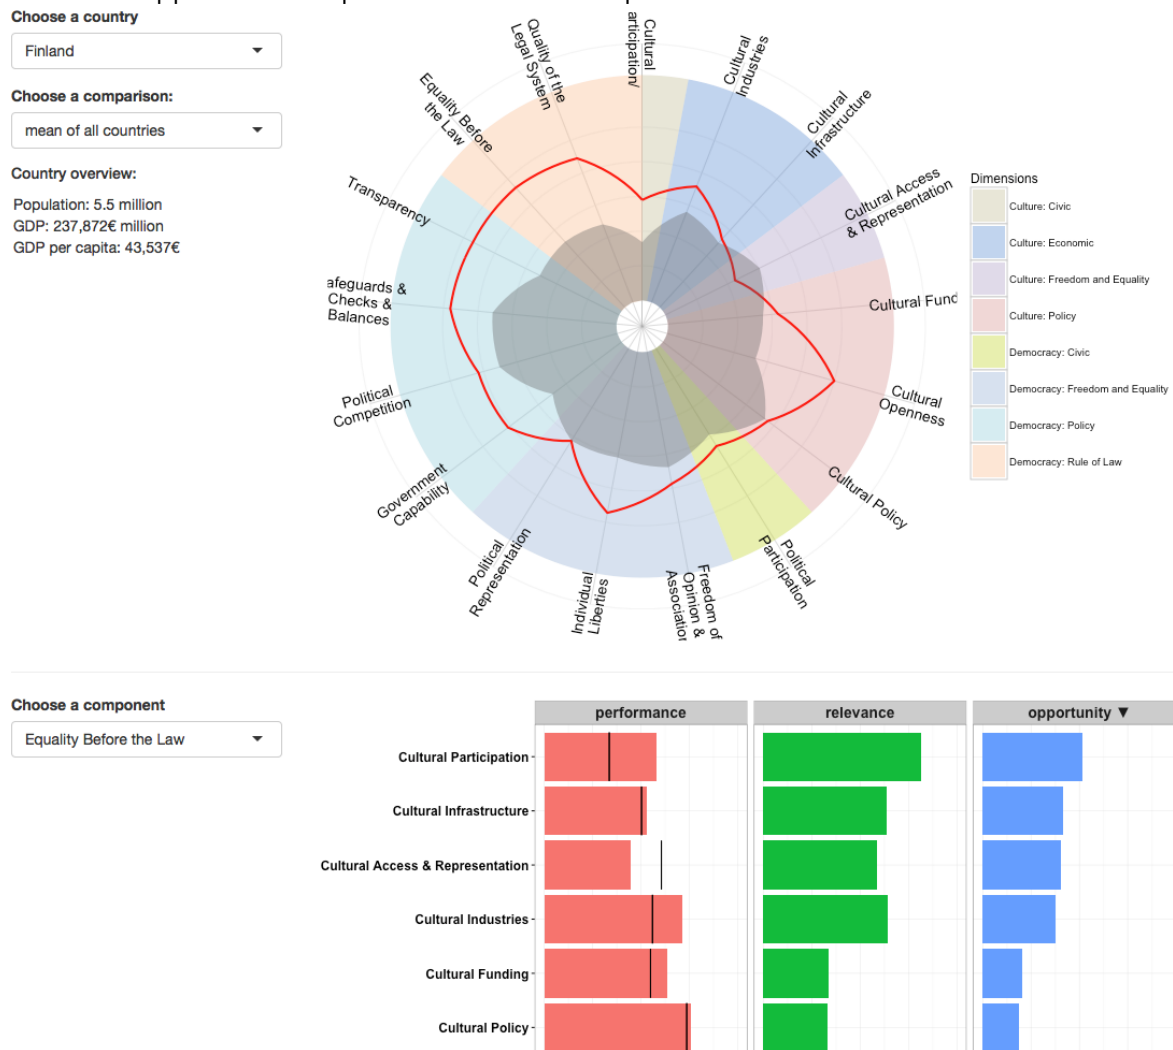 Choose a country
Finland
Choose a comparison:
mean of all countries
Country overview:
Population: 5.5 million
GDP: 237,872€ million
GDP per capita: 43,537€
Cultural
articipation/
Cultural
Industries
Cultural
Infrastructure
Cultural Access
& Representation
Cultural Fund
Cultural
Openness
Cultural Policy
Political
Participation
Freedom of
Opinion &
Association
Individual
Liberties
Political
Representation
Government
Capability
Political
Competition
afeguards &
Checks &
Balances
Transparency
Equality Before
the Law
Quality of the
Legal System
Dimensions
Culture: Civic
Culture: Economic
Culture: Freedom and Equality
Culture: Policy
Democracy: Civic
Democracy: Freedom and Equality
Democracy: Policy
Democracy: Rule of Law
Choose a component
Equality Before the Law
performance
relevance
opportunity ▼
Cultural Participation
Cultural Infrastructure
Cultural Access & Representation
Cultural Industries
Cultural Funding
Cultural Policy